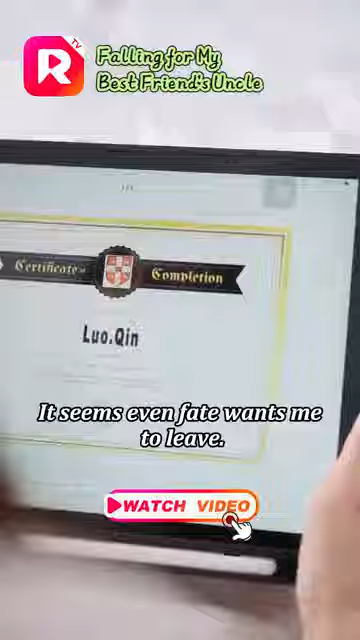 R
TV
Falling for My
Best Friend's Uncle
Certificate Completion
Luo.Qin
It seems even fate wants me
to leave.
WATCH VIDEO